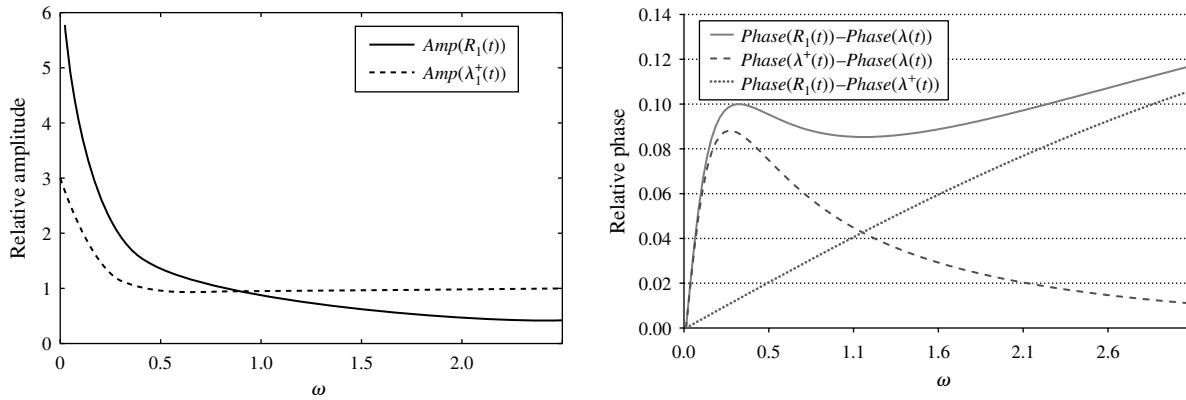 6
5
4
3
2
1
0
Relative amplitude
Amp(R₁(t))
Amp(λ₁⁺(t))
0 0.5 1.0 1.5 2.0
ω
0.14
0.12
0.10
0.08
0.06
0.04
0.02
0.00
Relative phase
Phase(R₁(t))–Phase(λ(t))
Phase(λ⁺(t))–Phase(λ(t))
Phase(R₁(t))–Phase(λ⁺(t))
0.0 0.5 1.1 1.6 2.1 2.6
ω